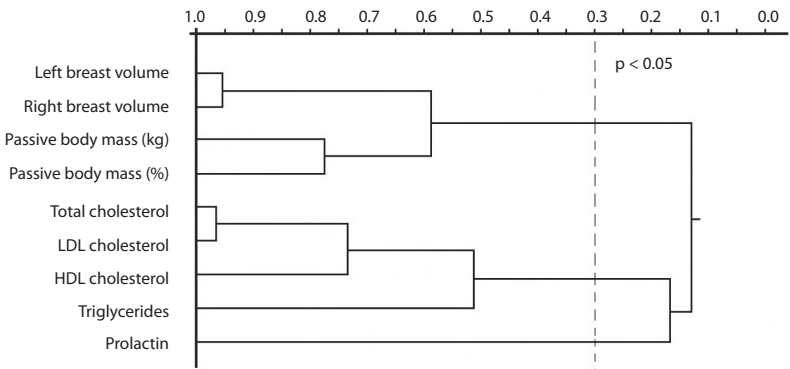 1.0 0.9 0.8 0.7 0.6 0.5 0.4 0.3 0.2 0.1 0.0
p < 0.05
Left breast volume
Right breast volume
Passive body mass (kg)
Passive body mass (%)
Total cholesterol
LDL cholesterol
HDL cholesterol
Triglycerides
Prolactin